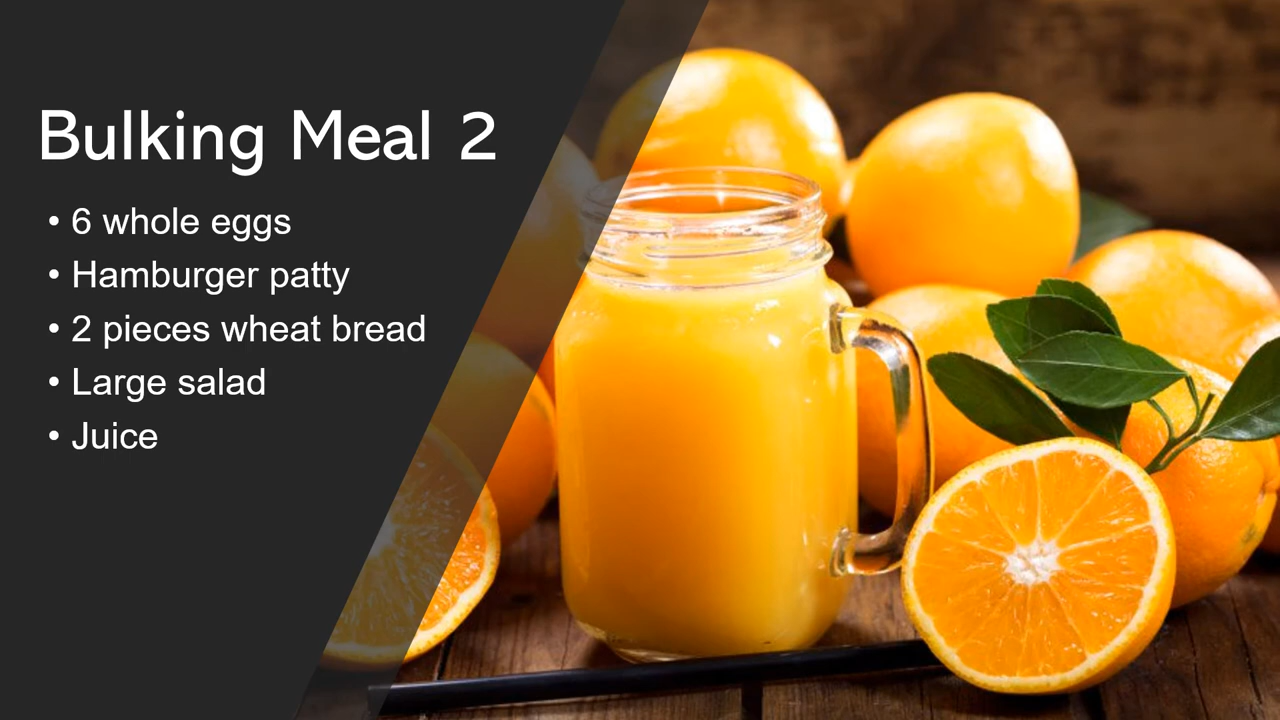 Bulking Meal 2
• 6 whole eggs
• Hamburger patty
• 2 pieces wheat bread
• Large salad
• Juice